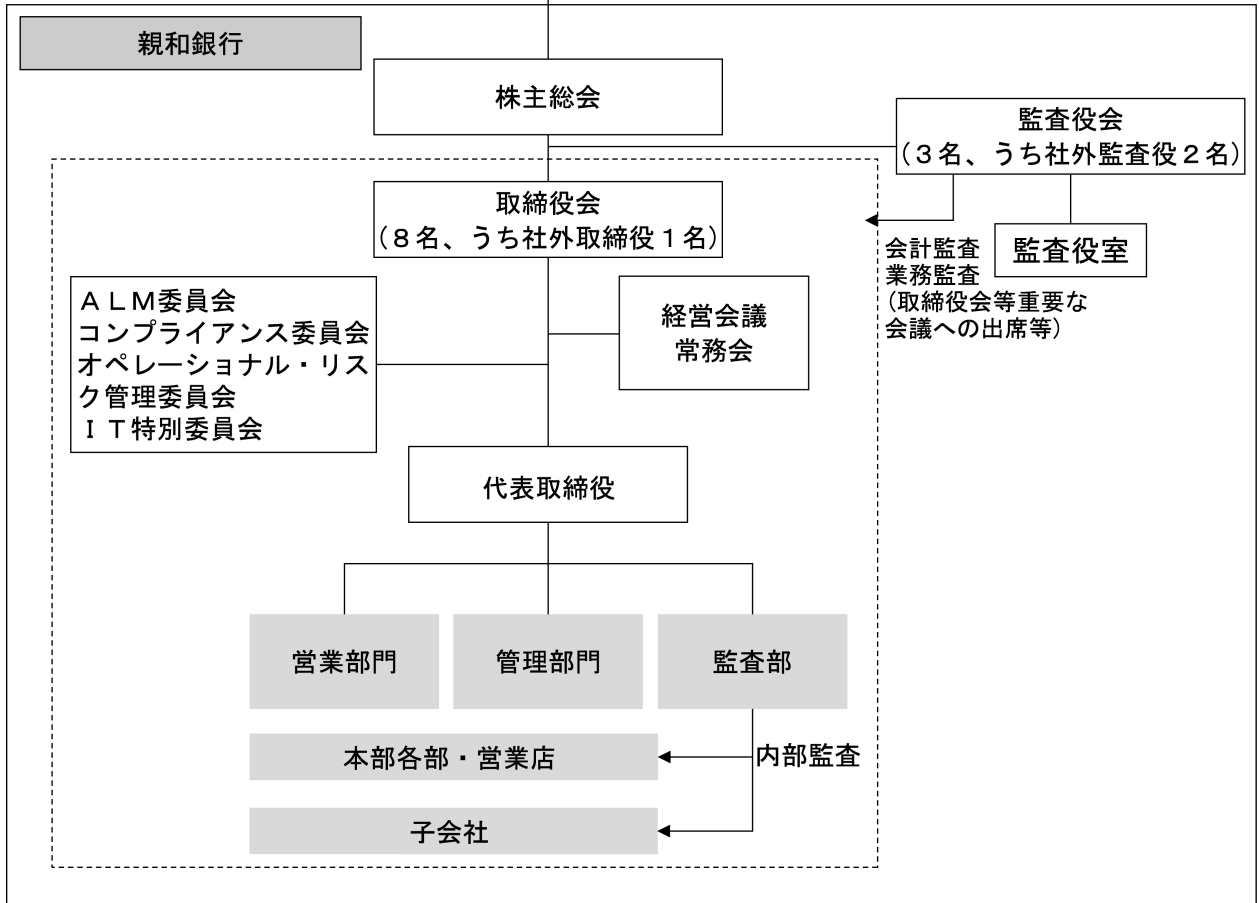 親和銀行
株主総会
監査役会
(3名、うち社外監査役2名)
取締役会
(8名、うち社外取締役1名)
監査役室
会計監査
業務監査
(取締役会等重要な
会議への出席等)
ALM委員会
コンプライアンス委員会
オペレーショナル・リス
ク管理委員会
IT特別委員会
経営会議
常務会
代表取締役
営業部門
管理部門
監査部
本部各部・営業店
内部監査
子会社